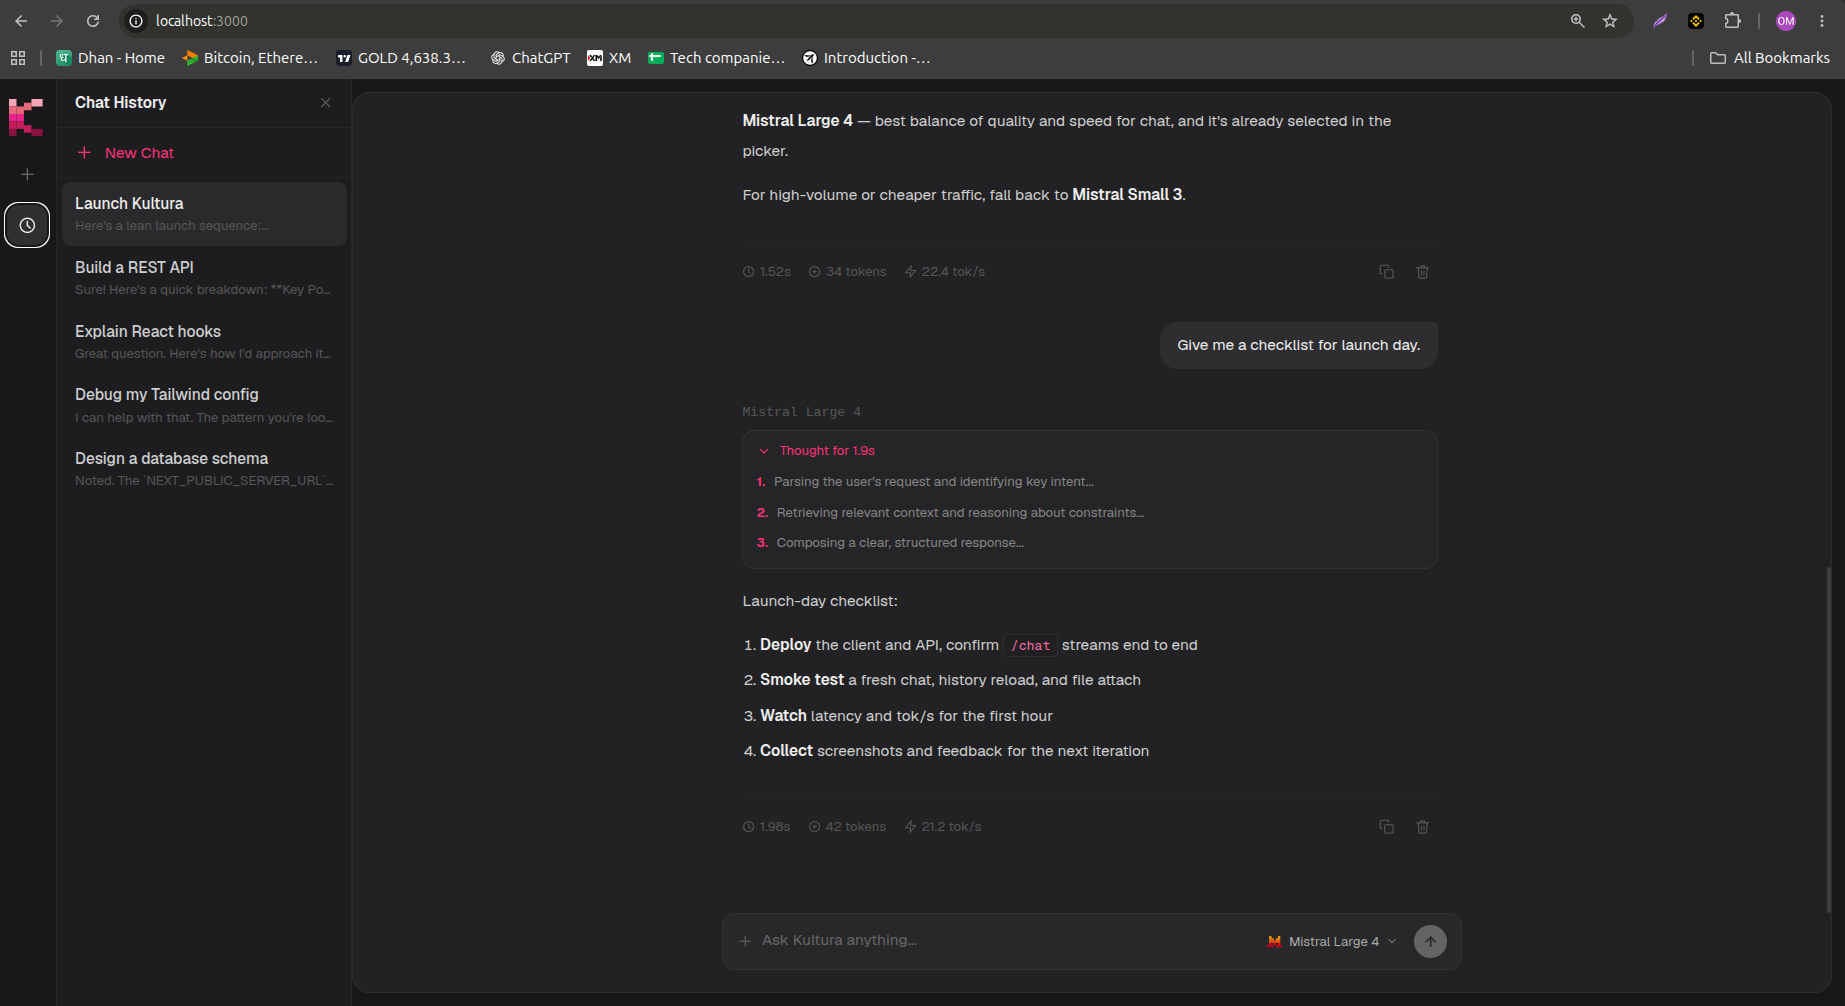 localhost:3000
OM
Dhan - Home
Bitcoin, Ethere...
GOLD 4,638.3...
ChatGPT
XM
Tech companie...
Introduction -...
All Bookmarks
Chat History
New Chat
Launch Kultura
Here's a lean launch sequence:...
Build a REST API
Sure! Here's a quick breakdown: **Key Po...
Explain React hooks
Great question. Here's how I'd approach it...
Debug my Tailwind config
I can help with that. The pattern you're loo...
Design a database schema
Noted. The `NEXT_PUBLIC_SERVER_URL`...
Mistral Large 4 — best balance of quality and speed for chat, and it's already selected in the
picker.
For high-volume or cheaper traffic, fall back to Mistral Small 3.
1.52s 34 tokens 22.4 tok/s
Give me a checklist for launch day.
Mistral Large 4
Thought for 1.9s
1. Parsing the user's request and identifying key intent...
2. Retrieving relevant context and reasoning about constraints...
3. Composing a clear, structured response...
Launch-day checklist:
1. Deploy the client and API, confirm /chat streams end to end
2. Smoke test a fresh chat, history reload, and file attach
3. Watch latency and tok/s for the first hour
4. Collect screenshots and feedback for the next iteration
1.98s 42 tokens 21.2 tok/s
Ask Kultura anything...
Mistral Large 4